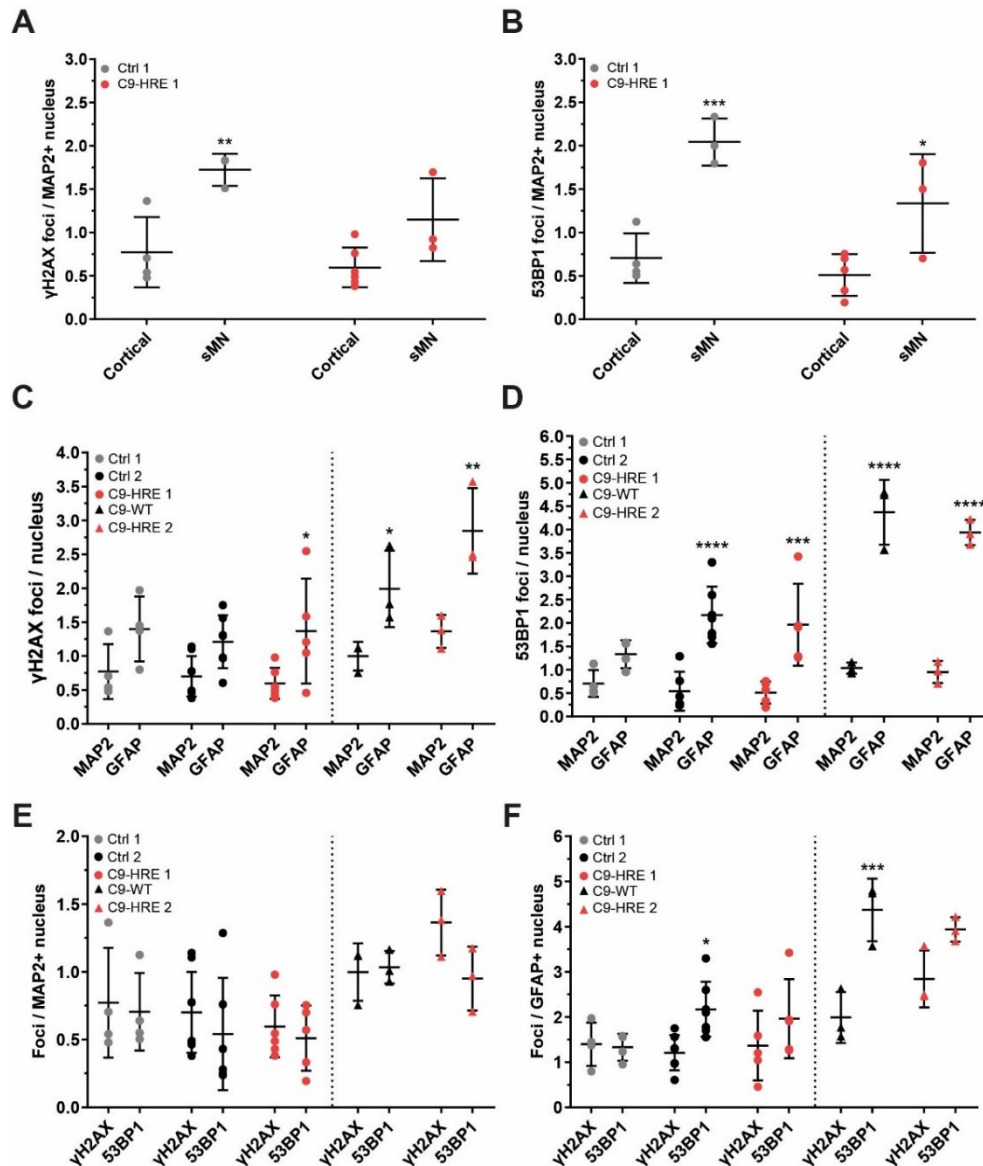 A
γH2AX foci / MAP2+ nucleus
3.0
2.5
2.0
1.5
1.0
0.5
0.0
Ctrl 1
C9-HRE 1
**
Cortical
sMN
Cortical
sMN
B
53BP1 foci / MAP2+ nucleus
3.0
2.5
2.0
1.5
1.0
0.5
0.0
Ctrl 1
C9-HRE 1
***
*
Cortical
sMN
Cortical
sMN
C
γH2AX foci / nucleus
4.0
3.5
3.0
2.5
2.0
1.5
1.0
0.5
0.0
Ctrl 1
Ctrl 2
C9-HRE 1
C9-WT
C9-HRE 2
*
*
**
MAP2
GFAP
MAP2
GFAP
MAP2
GFAP
MAP2
GFAP
MAP2
GFAP
D
53BP1 foci / nucleus
6.0
5.5
5.0
4.5
4.0
3.5
3.0
2.5
2.0
1.5
1.0
0.5
0.0
Ctrl 1
Ctrl 2
C9-HRE 1
C9-WT
C9-HRE 2
****
***
****
****
MAP2
GFAP
MAP2
GFAP
MAP2
GFAP
MAP2
GFAP
MAP2
GFAP
E
Foci / MAP2+ nucleus
2.0
1.5
1.0
0.5
0.0
Ctrl 1
Ctrl 2
C9-HRE 1
C9-WT
C9-HRE 2
γH2AX
53BP1
γH2AX
53BP1
γH2AX
53BP1
γH2AX
53BP1
γH2AX
53BP1
F
Foci / GFAP+ nucleus
6
5
4
3
2
1
0
Ctrl 1
Ctrl 2
C9-HRE 1
C9-WT
C9-HRE 2
*
***
γH2AX
53BP1
γH2AX
53BP1
γH2AX
53BP1
γH2AX
53BP1
γH2AX
53BP1